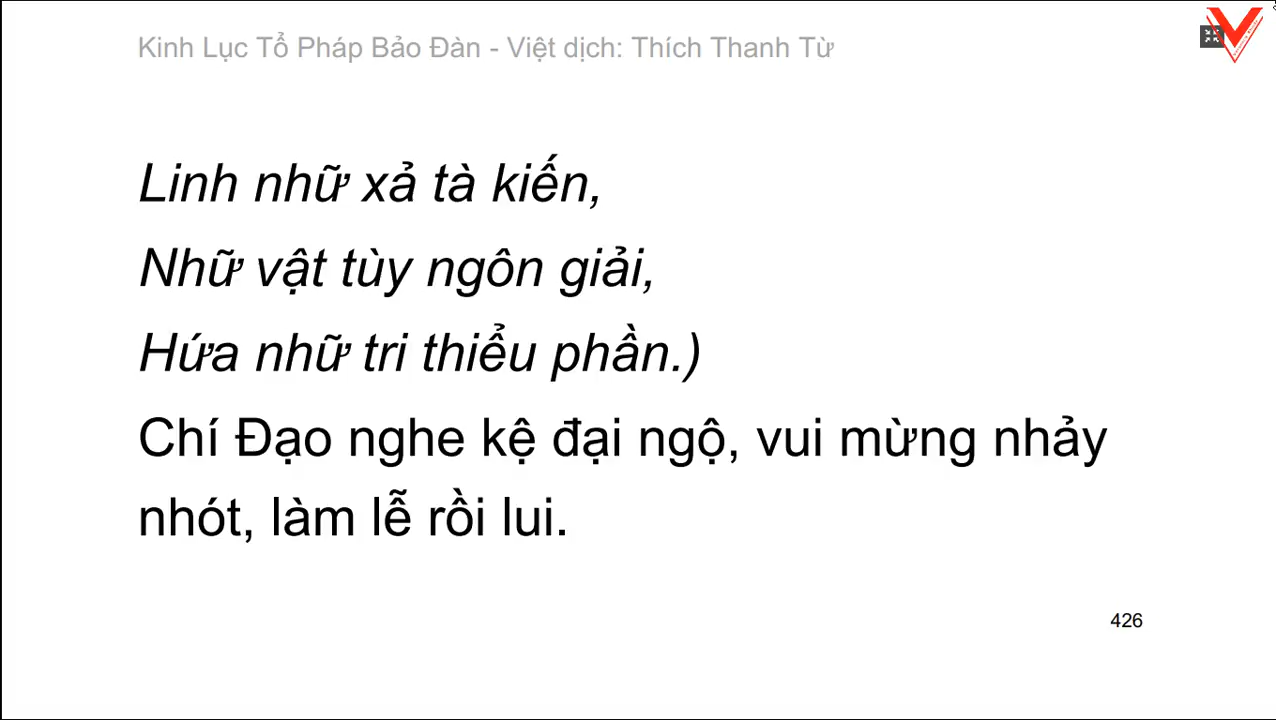 Kinh Lục Tổ Pháp Bảo Đàn - Việt dịch: Thích Thanh Từ
Linh nhữ xả tà kiến,
Nhữ vật tùy ngôn giải,
Hứa nhữ tri thiểu phần.)
Chí Đạo nghe kệ đại ngộ, vui mừng nhảy
nhót, làm lễ rồi lui.
426